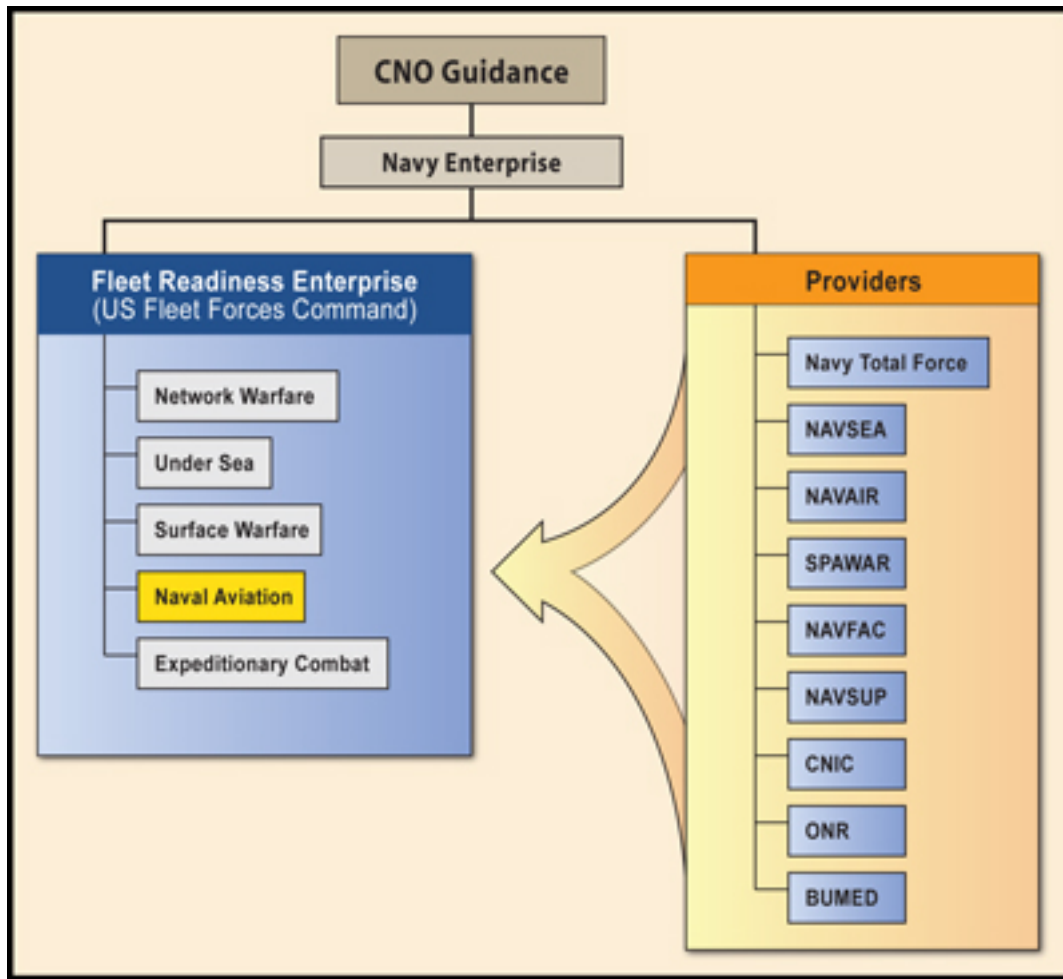 CNO Guidance
Navy Enterprise
Fleet Readiness Enterprise
(US Fleet Forces Command)
Network Warfare
Under Sea
Surface Warfare
Naval Aviation
Expeditionary Combat
Providers
Navy Total Force
NAVSEA
NAVAIR
SPAWAR
NAVFAC
NAVSUP
CNIC
ONR
BUMED